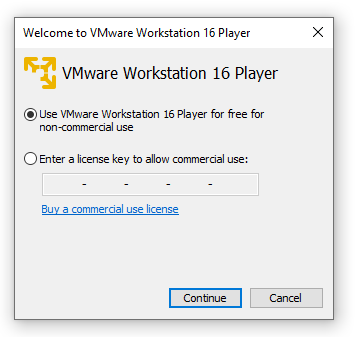 Welcome to VMware Workstation 16 Player
VMware Workstation 16 Player
Use VMware Workstation 16 Player for free for
non-commercial use
Enter a license key to allow commercial use:
- - - -
Buy a commercial use license
Continue
Cancel